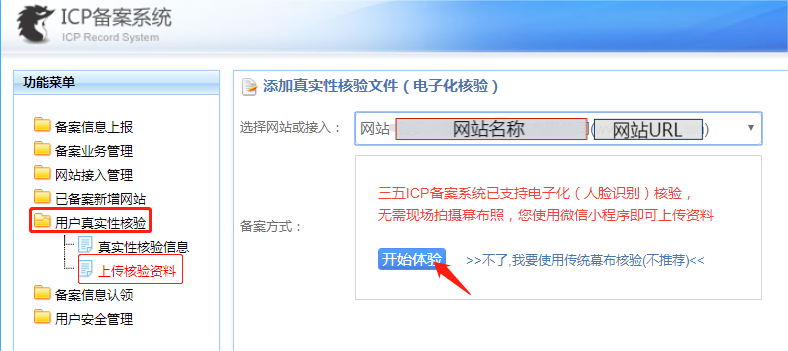 ICP备案系统
ICP Record System
功能菜单
备案信息上报
备案业务管理
网站接入管理
已备案新增网站
用户真实性核验
真实性核验信息
上传核验资料
备案信息认领
用户安全管理
添加真实性核验文件（电子化核验）
选择网站或接入： 网站 网站名称 ( 网站URL )
备案方式：
三五ICP备案系统已支持电子化（人脸识别）核验，
无需现场拍摄幕布照，您使用微信小程序即可上传资料
开始体验 >>不了,我要使用传统幕布核验(不推荐)<<